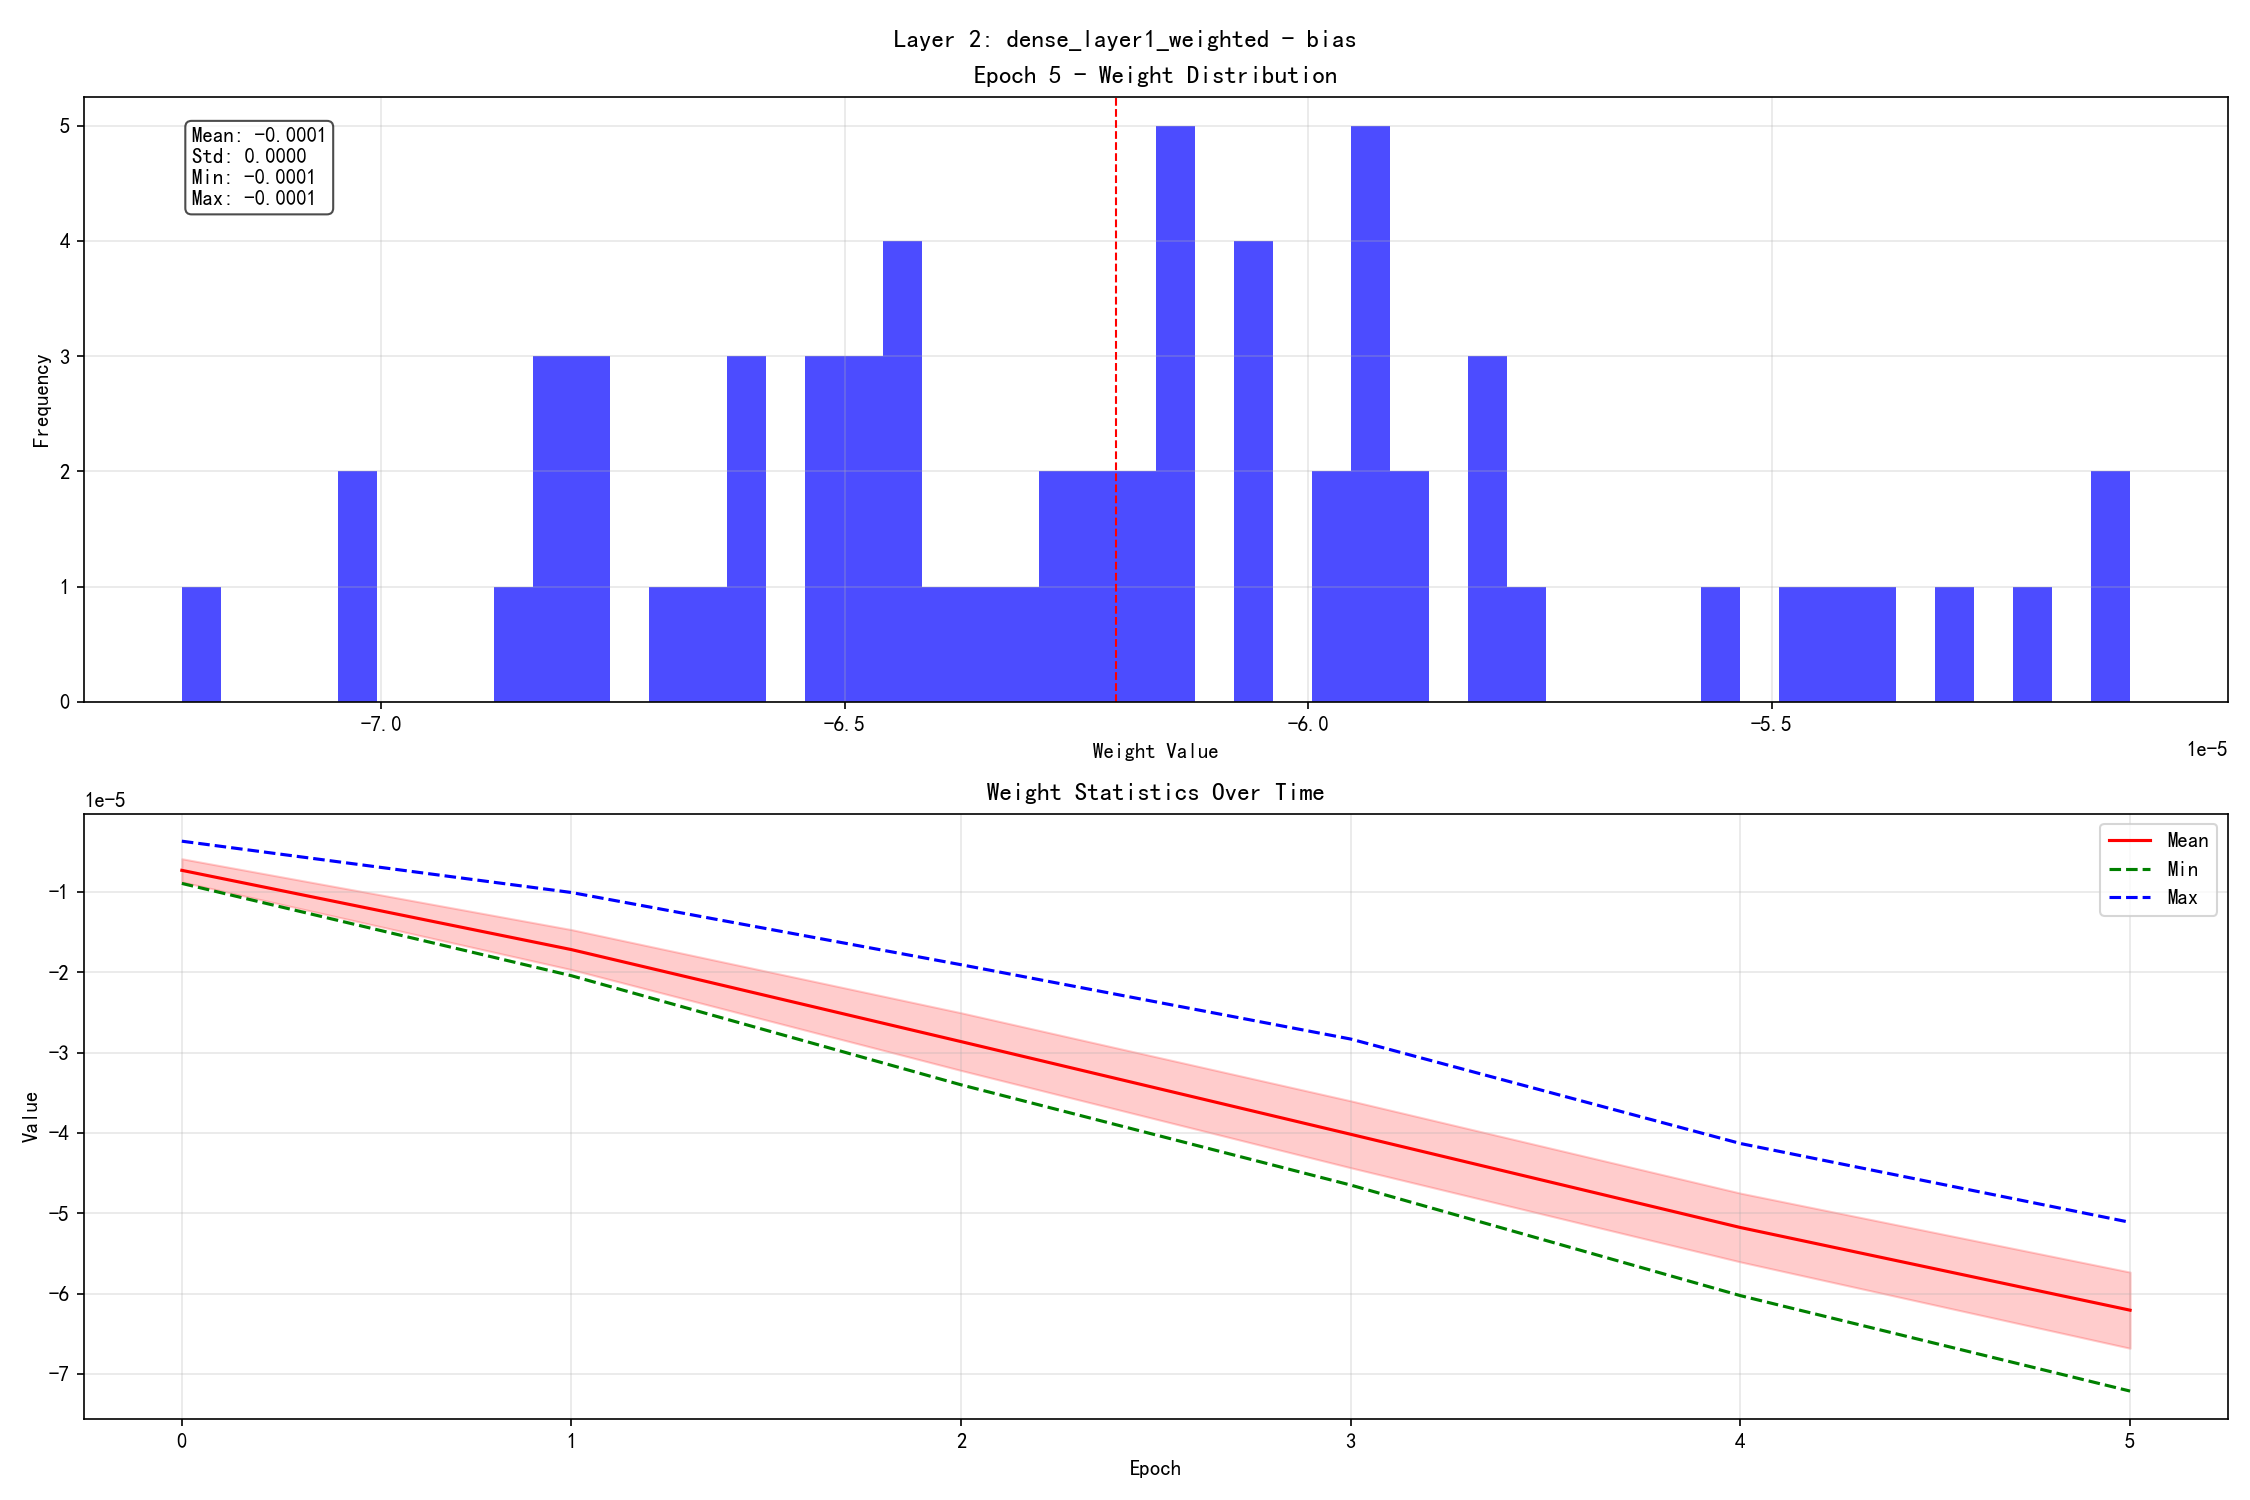 Layer 2: dense_layer1_weighted - bias
Epoch 5 - Weight Distribution
Mean: -0.0001
Std: 0.0000
Min: -0.0001
Max: -0.0001
5
4
3
2
1
0
Frequency
-7.0 -6.5 -6.0 -5.5
1e-5
Weight Value
Weight Statistics Over Time
1e-5
Mean
Min
Max
-1
-2
-3
-4
-5
-6
-7
Value
0 1 2 3 4 5
Epoch